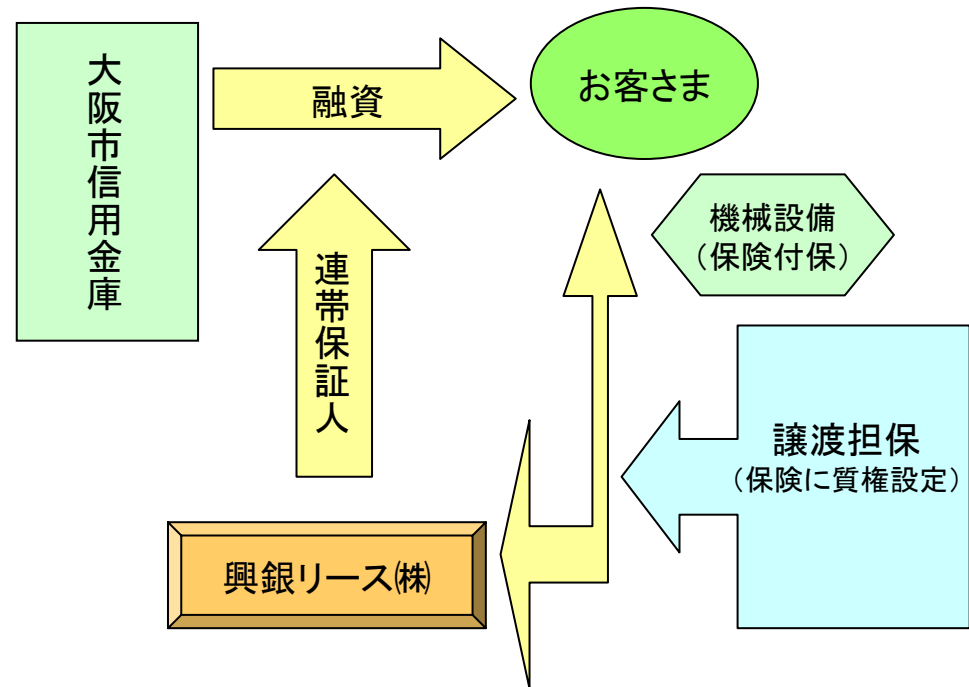 大阪市信用金庫
融資
お客さま
機械設備
（保険付保）
連帯保証人
譲渡担保
（保険に質権設定）
興銀リース㈱